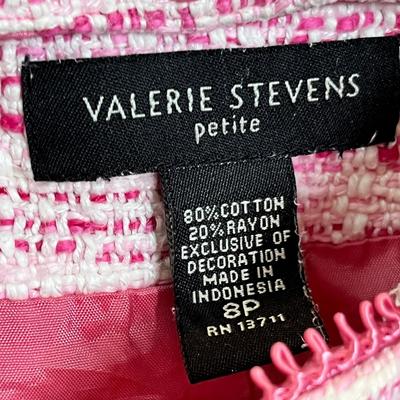 VALERIE STEVENS
petite
80% COTTON
20% RAYON
EXCLUSIVE OF
DECORATION
MADE IN
INDONESIA
8P
RN 13711